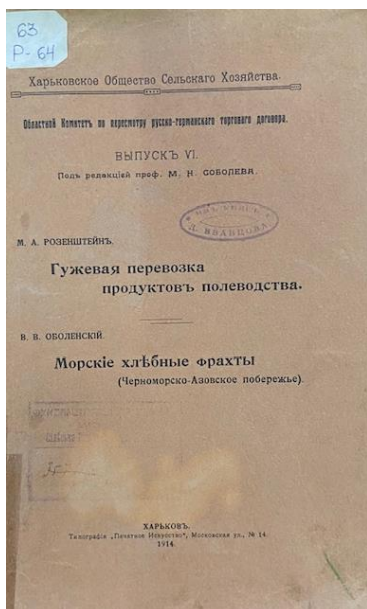 63
Р-64
Харьковское Общество Сельскаго Хозяйства.
Областной Комитетъ по пересмотру русско-германскаго торговаго договора.
ВЫПУСКЪ VI.
Подъ редакціей проф. М. Н. СОБОЛЕВА.
М. А. РОЗЕНШТЕЙНЪ.
Гужевая перевозка
продуктовъ полеводства.
В. В. ОБОЛЕНСКІЙ.
Морскіе хлѣбные фрахты
(Черноморско-Азовское побережье).
ХАРЬКОВЪ.
Типографія „Печатное Искусство", Московская ул., № 14.
1914.